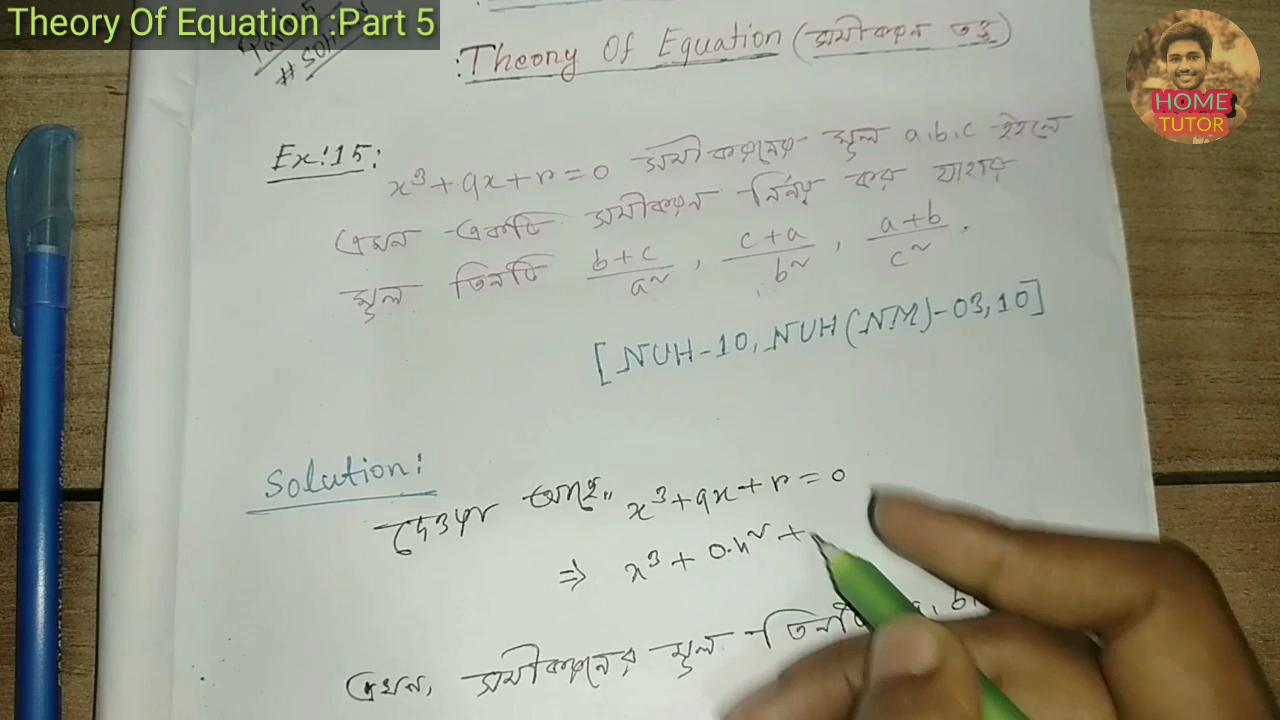 Theory Of Equation :Part 5
:Theory Of Equation (সমীকরণ তত্ত্ব)
HOME
TUTOR
Ex:15:
x³+qx+r=0 সমীকরণের মূল a,b,c হইলে
এমন একটি সমীকরণ নির্ণয় কর যাহার
মূল তিনটি (b+c)/a², (c+a)/b², (a+b)/c².
[NUH-10, NUH(NM)-03,10]
Solution:
দেওয়া আছে, x³+qx+r=0
⇒ x³+0.x²+
এখন, সমীকরণের মূল তিনটি a, b,